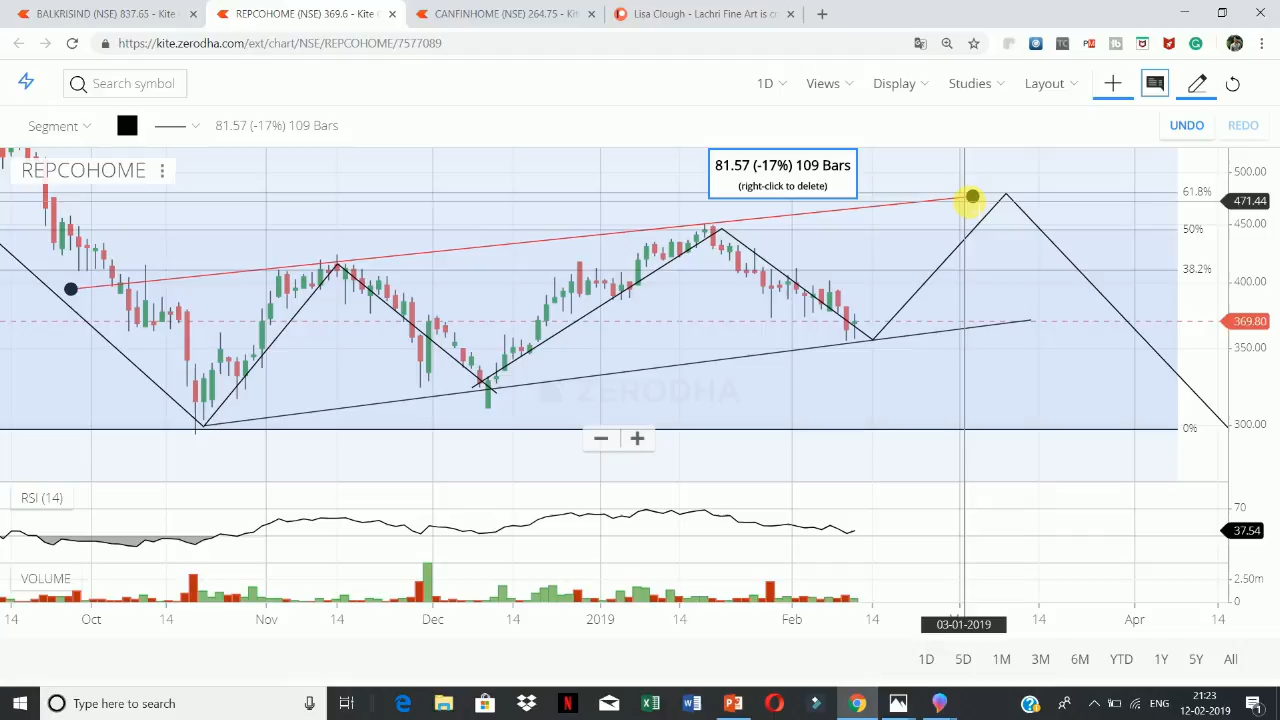 BALKRISIND (NSE) 837.65 - Kite
REPCOHOME (NSE) 369.6 - Kite
CANFINHOME (NSE) 264.75 - Kit
Lisa Clough - Lachri Fine Art is c
https://kite.zerodha.com/ext/chart/NSE/REPCOHOME/7577089
Search symbol
1D Views Display Studies Layout
Segment
81.57 (-17%) 109 Bars
UNDO REDO
REPCOHOME
81.57 (-17%) 109 Bars
(right-click to delete)
500.00
61.8%
471.44
450.00
50%
38.2%
400.00
369.80
350.00
ZERODHA
300.00
0%
RSI (14)
70
37.54
VOLUME
2.50m
0
14 Oct 14 Nov 14 Dec 14 2019 14 Feb 14 03-01-2019 14 Apr 14
1D 5D 1M 3M 6M YTD 1Y 5Y All
Type here to search
ENG
21:23
12-02-2019